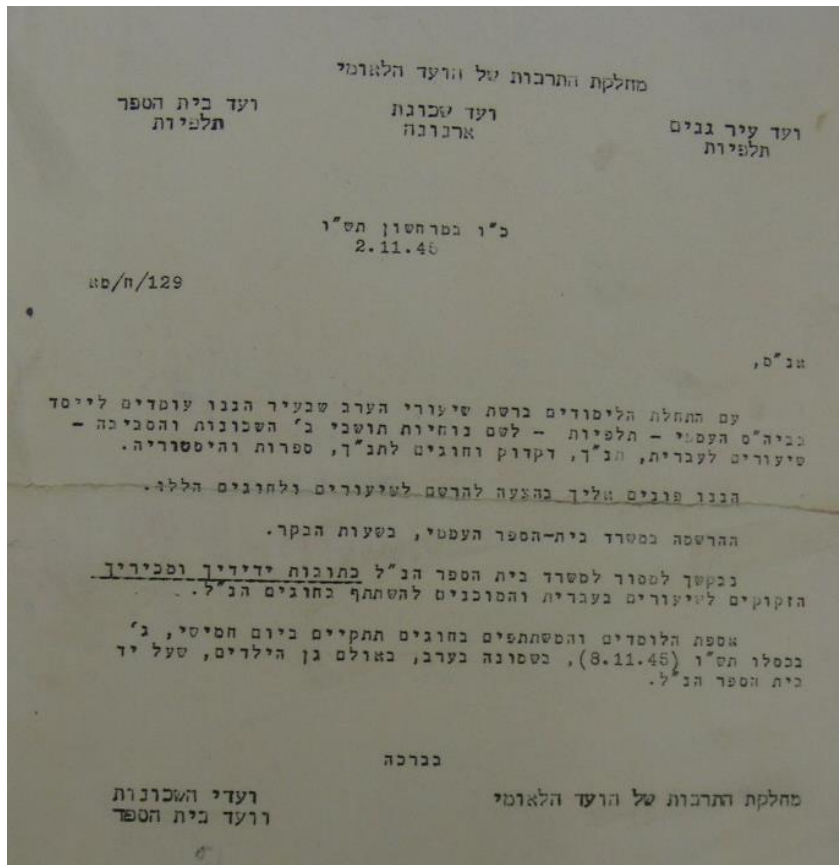 מחלקת התרבות של הועד הלאומי
ועד עיר גנים ועד שכונת ועד בית הספר
תלפיות ארנונה תלפיות
כ"ו במרחשון תש"ו
2.11.45
129/ח/סא
אנ"ס,
עם התחלת הלימודים ברשת שיעורי הערב שבעיר הננו עומדים לייסד
בביה"ס העממי - תלפיות - לשם נוחיות תושבי ג' השכונות והסביבה -
שיעורים לעברית, תנ"ך, דקדוק וחוגים לתנ"ך, ספרות והיסטוריה.
הננו פונים אליך בהצעה להרשם לשיעורים ולחוגים הללו.
ההרשמה במשרד בית-הספר העממי, בשעות הבקר.
נבקשך למסור למשרד בית הספר הנ"ל כתובות ידידיך ומכיריך
הזקוקים לשיעורים בעברית והמוכנים להשתתף בחוגים הנ"ל.
אספת הלומדים והמשתתפים בחוגים תתקיים ביום חמישי, ג'
בכסלו תש"ו (8.11.45), בשמונה בערב, באולם גן הילדים, שעל יד
בית הספר הנ"ל.
בברכה
מחלקת התרבות של הועד הלאומי ועדי השכונות
וועד בית הספר